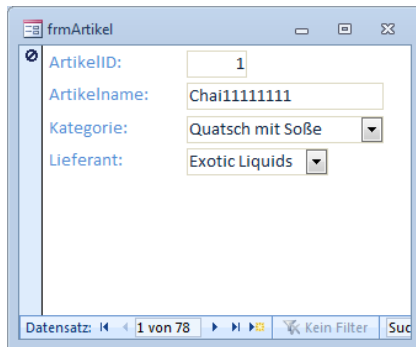 frmArtikel
ArtikelID: 1
Artikelname: Chai11111111
Kategorie: Quatsch mit Soße
Lieferant: Exotic Liquids
Datensatz: 1 von 78 Kein Filter Suc